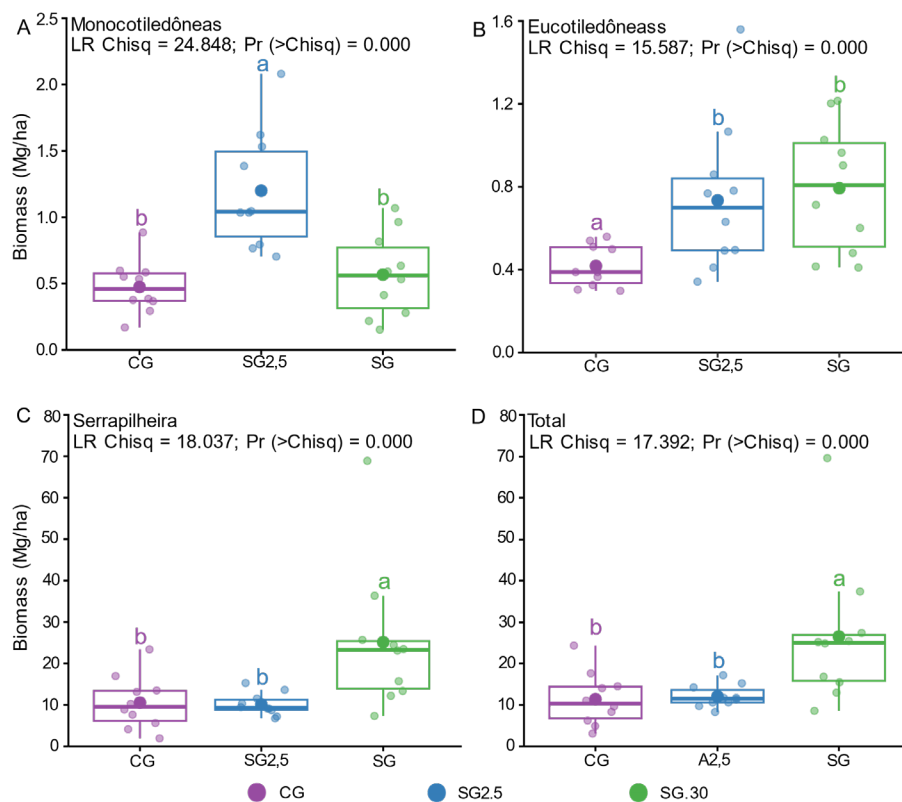 A
Monocotiledôneas
LR Chisq = 24.848; Pr (>Chisq) = 0.000
2.5
2.0
1.5
1.0
0.5
0.0
Biomass (Mg/ha)
b
a
b
CG
SG2,5
SG
B
Eucotiledôneass
LR Chisq = 15.587; Pr (>Chisq) = 0.000
1.6
1.2
0.8
0.4
0.0
a
b
b
CG
SG2,5
SG
C
Serrapilheira
LR Chisq = 18.037; Pr (>Chisq) = 0.000
80
70
60
50
40
30
20
10
0
Biomass (Mg/ha)
b
b
a
CG
SG2,5
SG
D
Total
LR Chisq = 17.392; Pr (>Chisq) = 0.000
80
70
60
50
40
30
20
10
0
b
b
a
CG
A2,5
SG
CG
SG2.5
SG.30